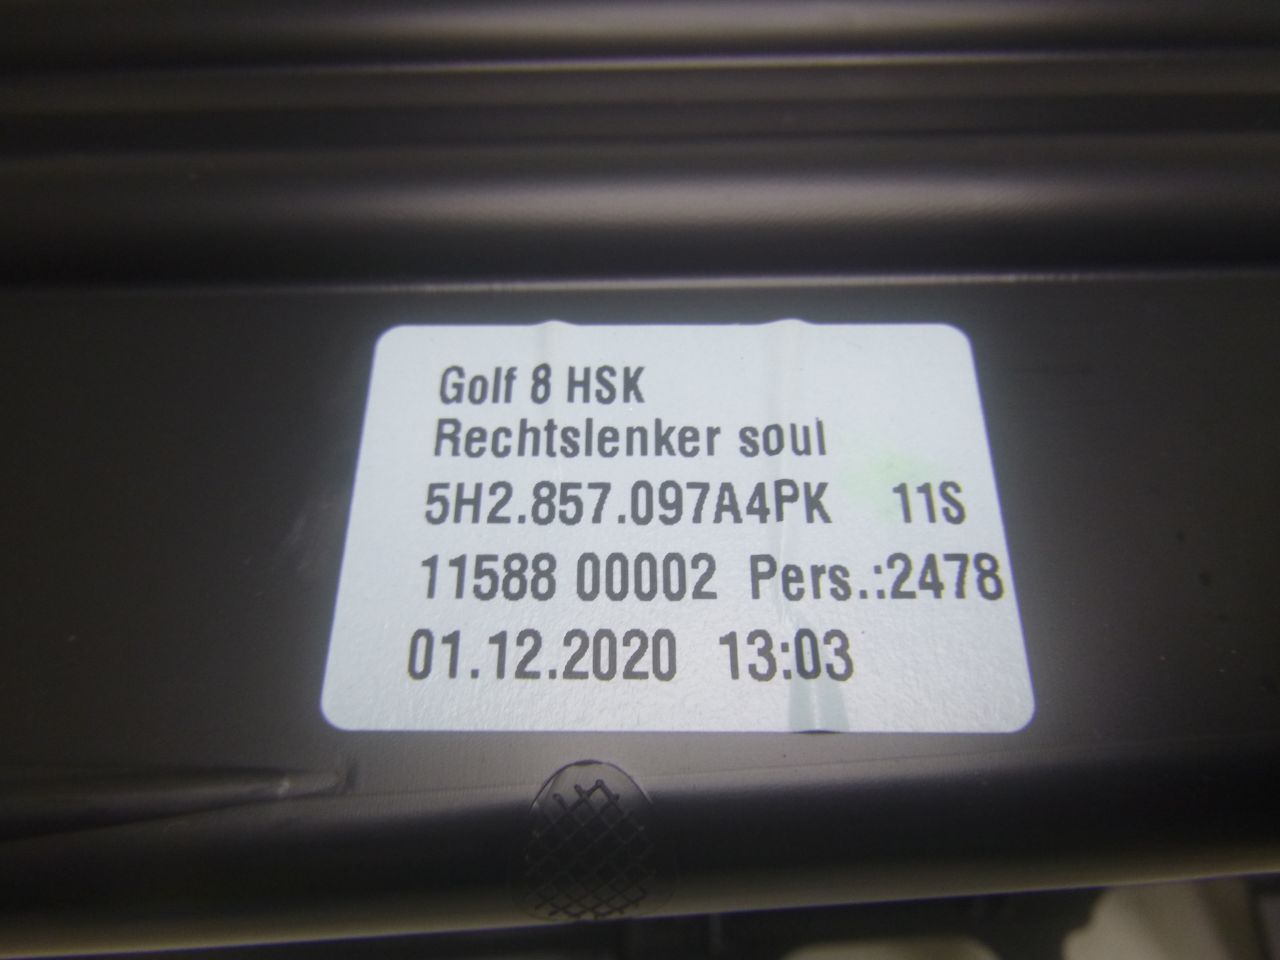 Golf 8 HSK
Rechtslenker soul
5H2.857.097A4PK 11S
11588 00002 Pers.:2478
01.12.2020 13:03